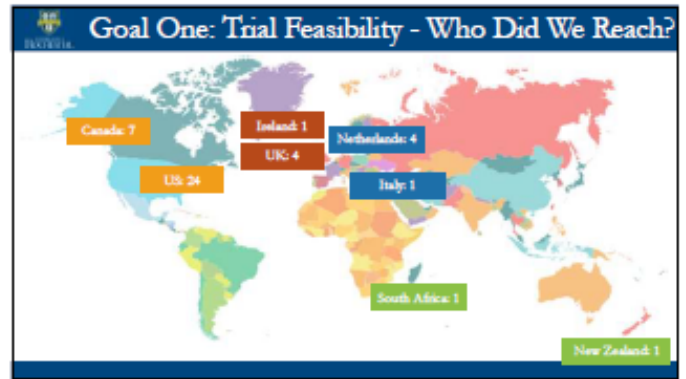 Goal One: Trial Feasibility - Who Did We Reach?
Canada: 7
Ireland: 1
Netherlands: 4
UK: 4
US: 24
Italy: 1
South Africa: 1
New Zealand: 1